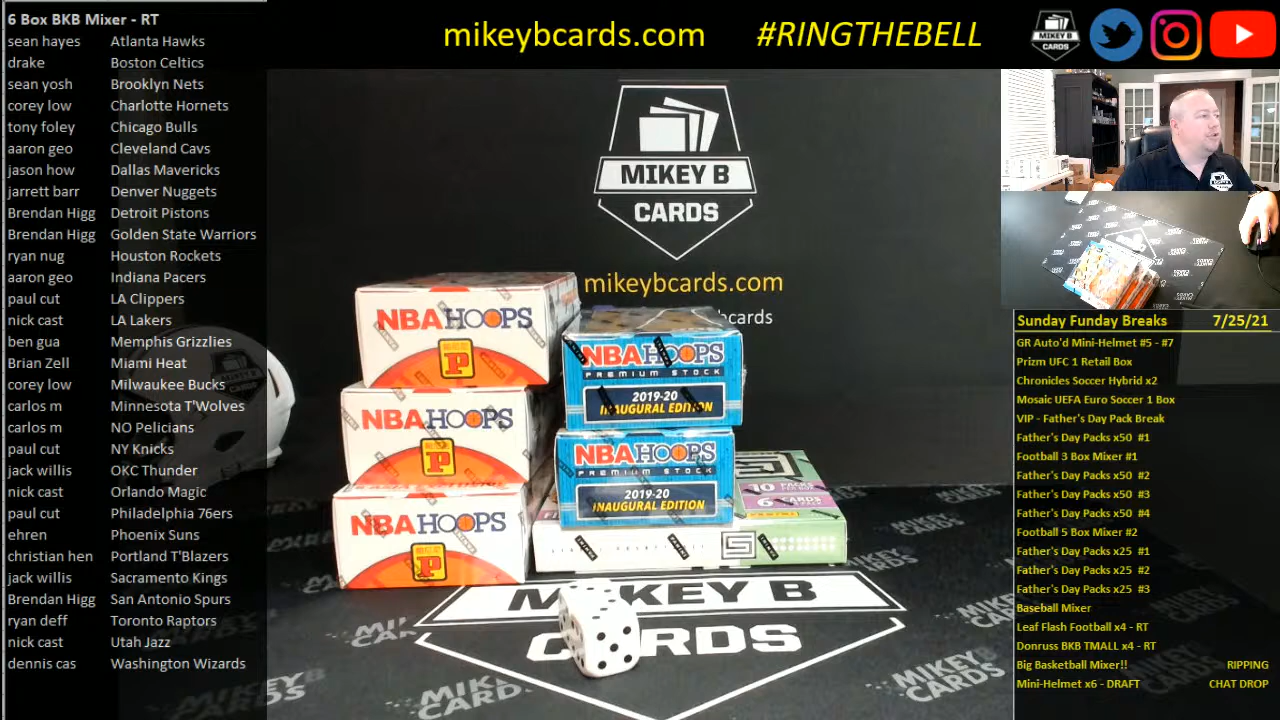 6 Box BKB Mixer - RT
sean hayes Atlanta Hawks
drake Boston Celtics
sean yosh Brooklyn Nets
corey low Charlotte Hornets
tony foley Chicago Bulls
aaron geo Cleveland Cavs
jason how Dallas Mavericks
jarrett barr Denver Nuggets
Brendan Higg Detroit Pistons
Brendan Higg Golden State Warriors
ryan nug Houston Rockets
aaron geo Indiana Pacers
paul cut LA Clippers
nick cast LA Lakers
ben gua Memphis Grizzlies
Brian Zell Miami Heat
corey low Milwaukee Bucks
carlos m Minnesota T'Wolves
carlos m NO Pelicians
paul cut NY Knicks
jack willis OKC Thunder
nick cast Orlando Magic
paul cut Philadelphia 76ers
ehren Phoenix Suns
christian hen Portland T'Blazers
jack willis Sacramento Kings
Brendan Higg San Antonio Spurs
ryan deff Toronto Raptors
nick cast Utah Jazz
dennis cas Washington Wizards
mikeybcards.com #RINGTHEBELL
MIKEY B
CARDS
MIKEY B
CARDS
mikeybcards.com
bcards
NBA HOOPS
P
NBA HOOPS
P
NBA HOOPS
P
NBA HOOPS
PREMIUM STOCK
2019-20
INAUGURAL EDITION
NBA HOOPS
PREMIUM STOCK
2019-20
INAUGURAL EDITION
10 PACKS
6 CARDS
MIKEY B
CARDS
Sunday Funday Breaks 7/25/21
GR Auto'd Mini-Helmet #5 - #7
Prizm UFC 1 Retail Box
Chronicles Soccer Hybrid x2
Mosaic UEFA Euro Soccer 1 Box
VIP - Father's Day Pack Break
Father's Day Packs x50 #1
Football 3 Box Mixer #1
Father's Day Packs x50 #2
Father's Day Packs x50 #3
Father's Day Packs x50 #4
Football 5 Box Mixer #2
Father's Day Packs x25 #1
Father's Day Packs x25 #2
Father's Day Packs x25 #3
Baseball Mixer
Leaf Flash Football x4 - RT
Donruss BKB TMALL x4 - RT
Big Basketball Mixer!! RIPPING
Mini-Helmet x6 - DRAFT CHAT DROP